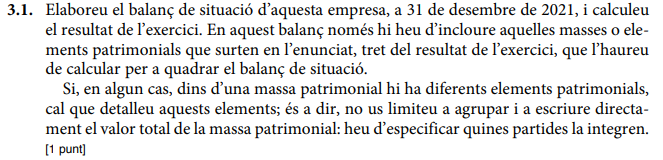 3.1. Elaboreu el balanç de situació d’aquesta empresa, a 31 de desembre de 2021, i calculeu
el resultat de l’exercici. En aquest balanç només hi heu d’incloure aquelles masses o ele-
ments patrimonials que surten en l’enunciat, tret del resultat de l’exercici, que l’haureu
de calcular per a quadrar el balanç de situació.
Si, en algun cas, dins d’una massa patrimonial hi ha diferents elements patrimonials,
cal que detalleu aquests elements; és a dir, no us limiteu a agrupar i a escriure directa-
ment el valor total de la massa patrimonial: heu d’especificar quines partides la integren.
[1 punt]